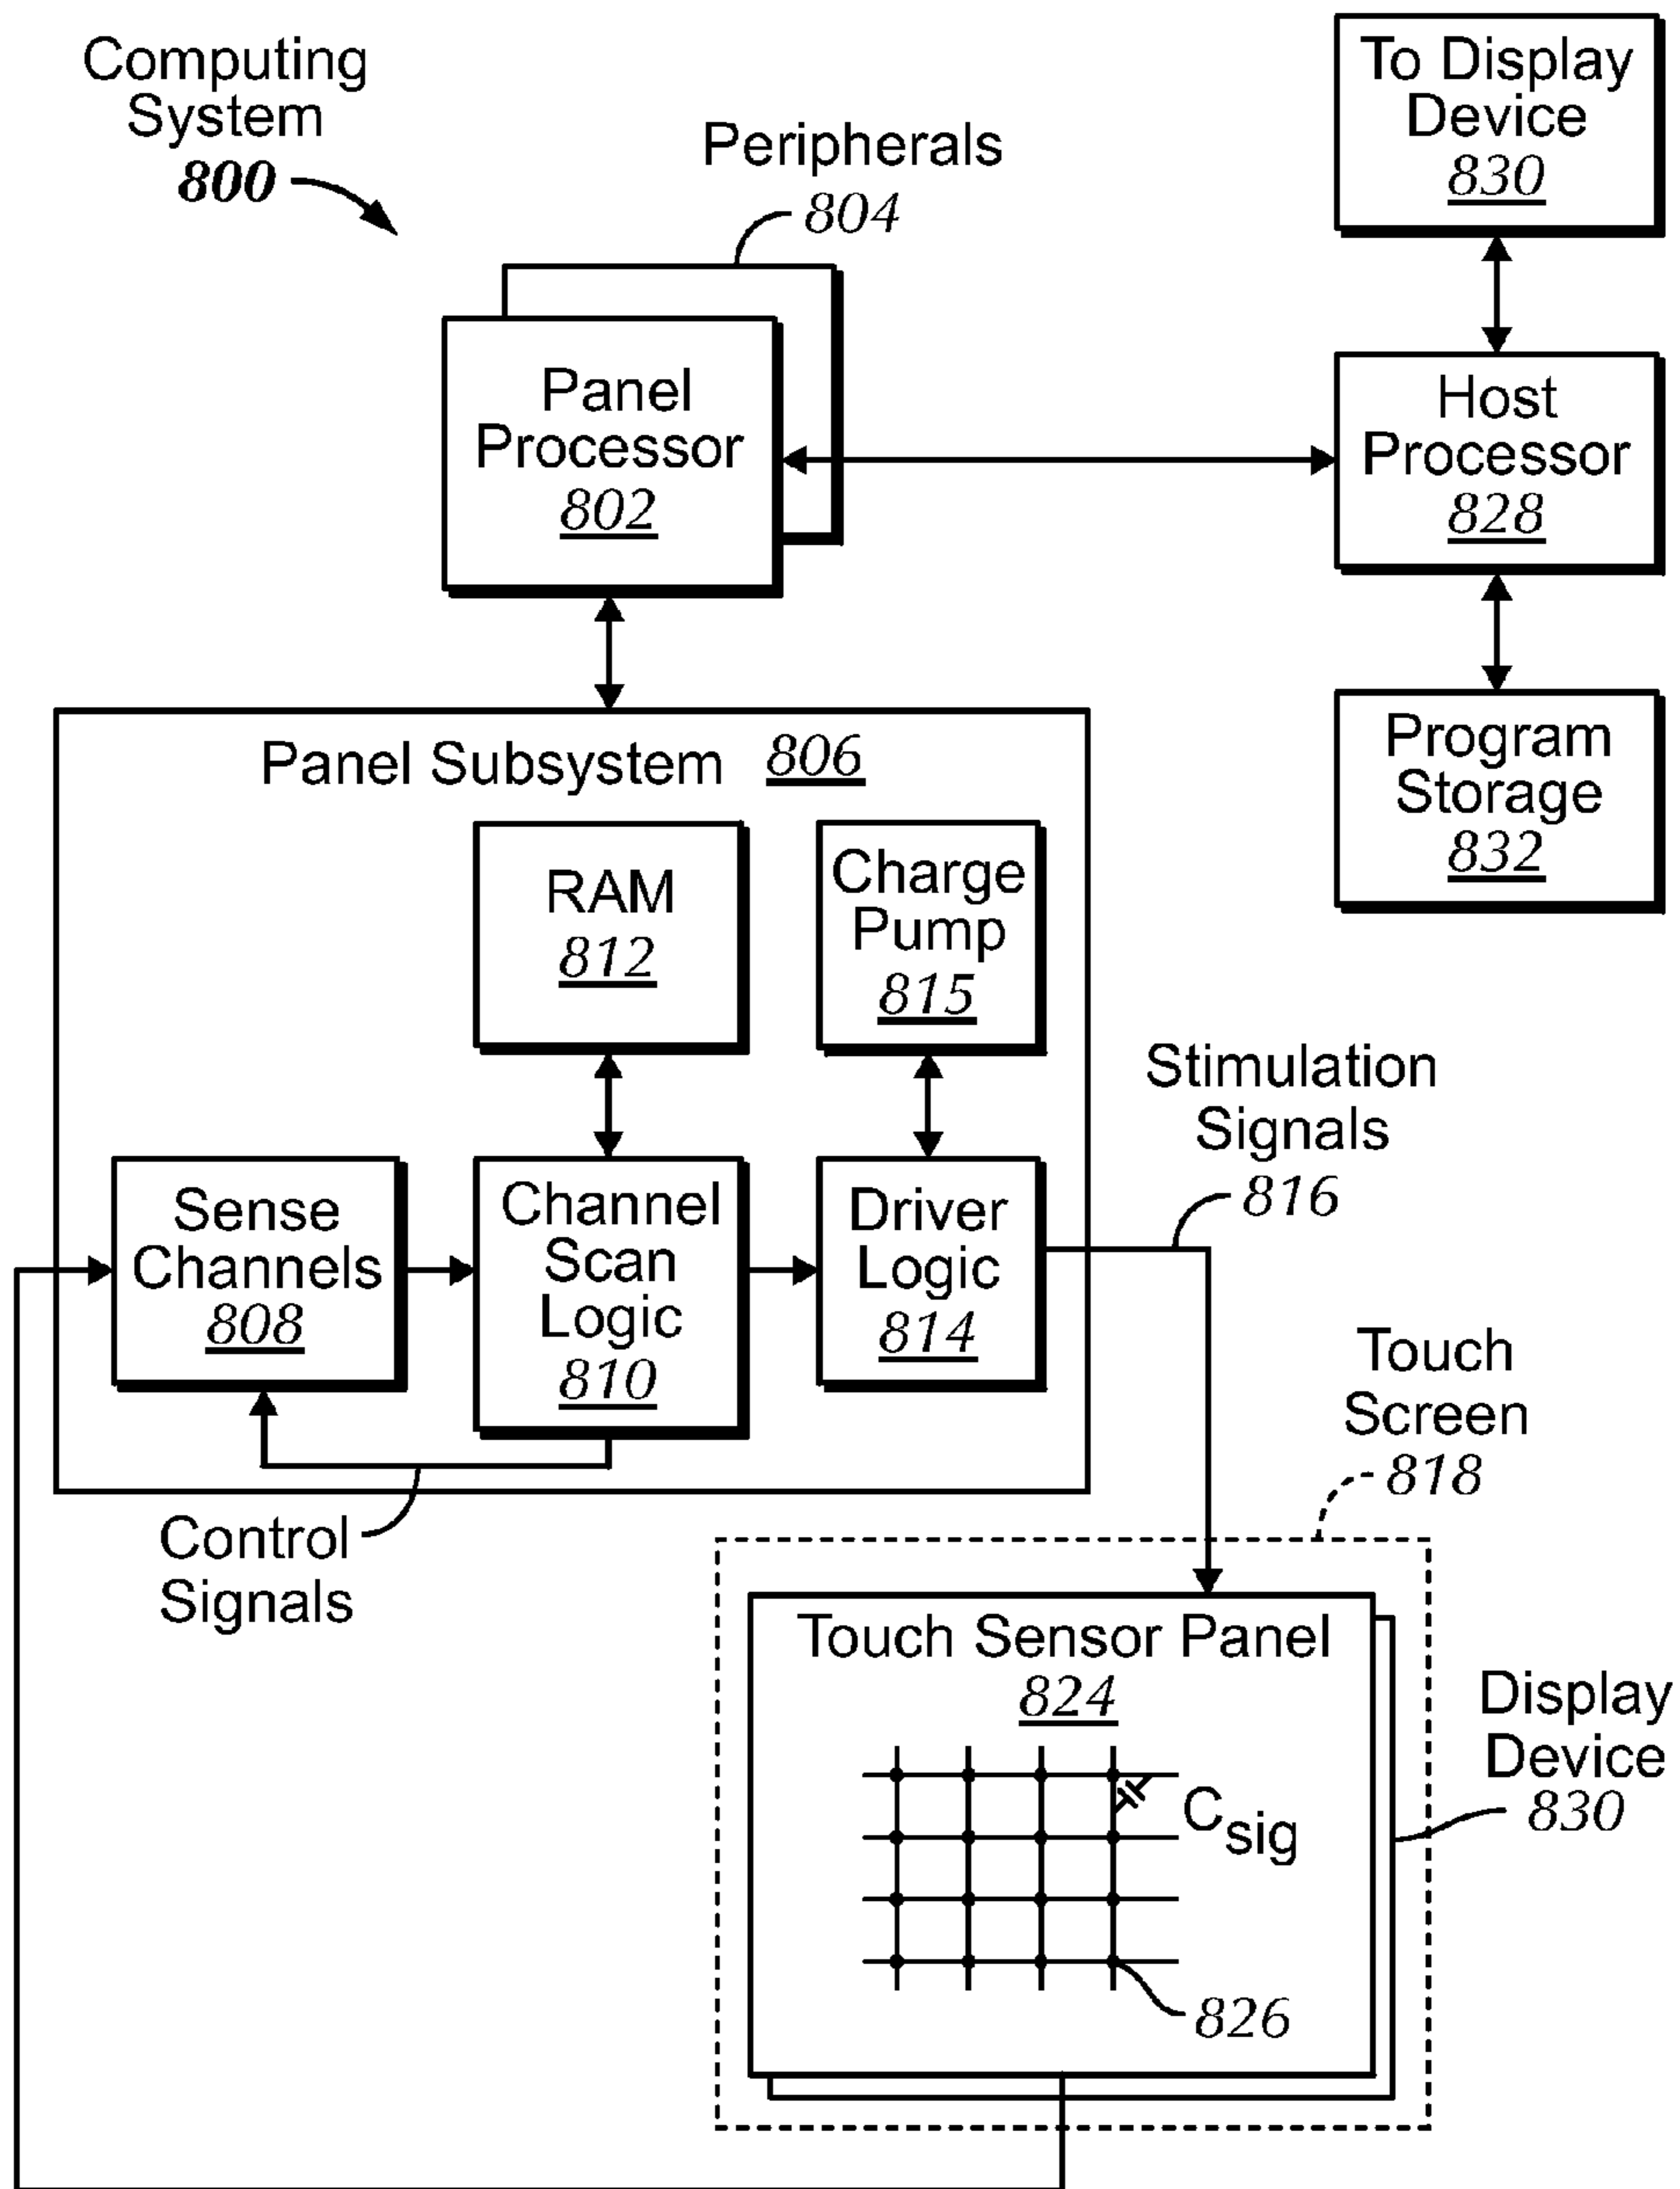 Computing
System
800
Peripherals
804
To Display
Device
830
Panel
Processor
802
Host
Processor
828
Program
Storage
832
Panel Subsystem 806
RAM
812
Charge
Pump
815
Stimulation
Signals
816
Sense
Channels
808
Channel
Scan
Logic
810
Driver
Logic
814
Control
Signals
Touch
Screen
818
Touch Sensor Panel
824
Csig
826
Display
Device
830